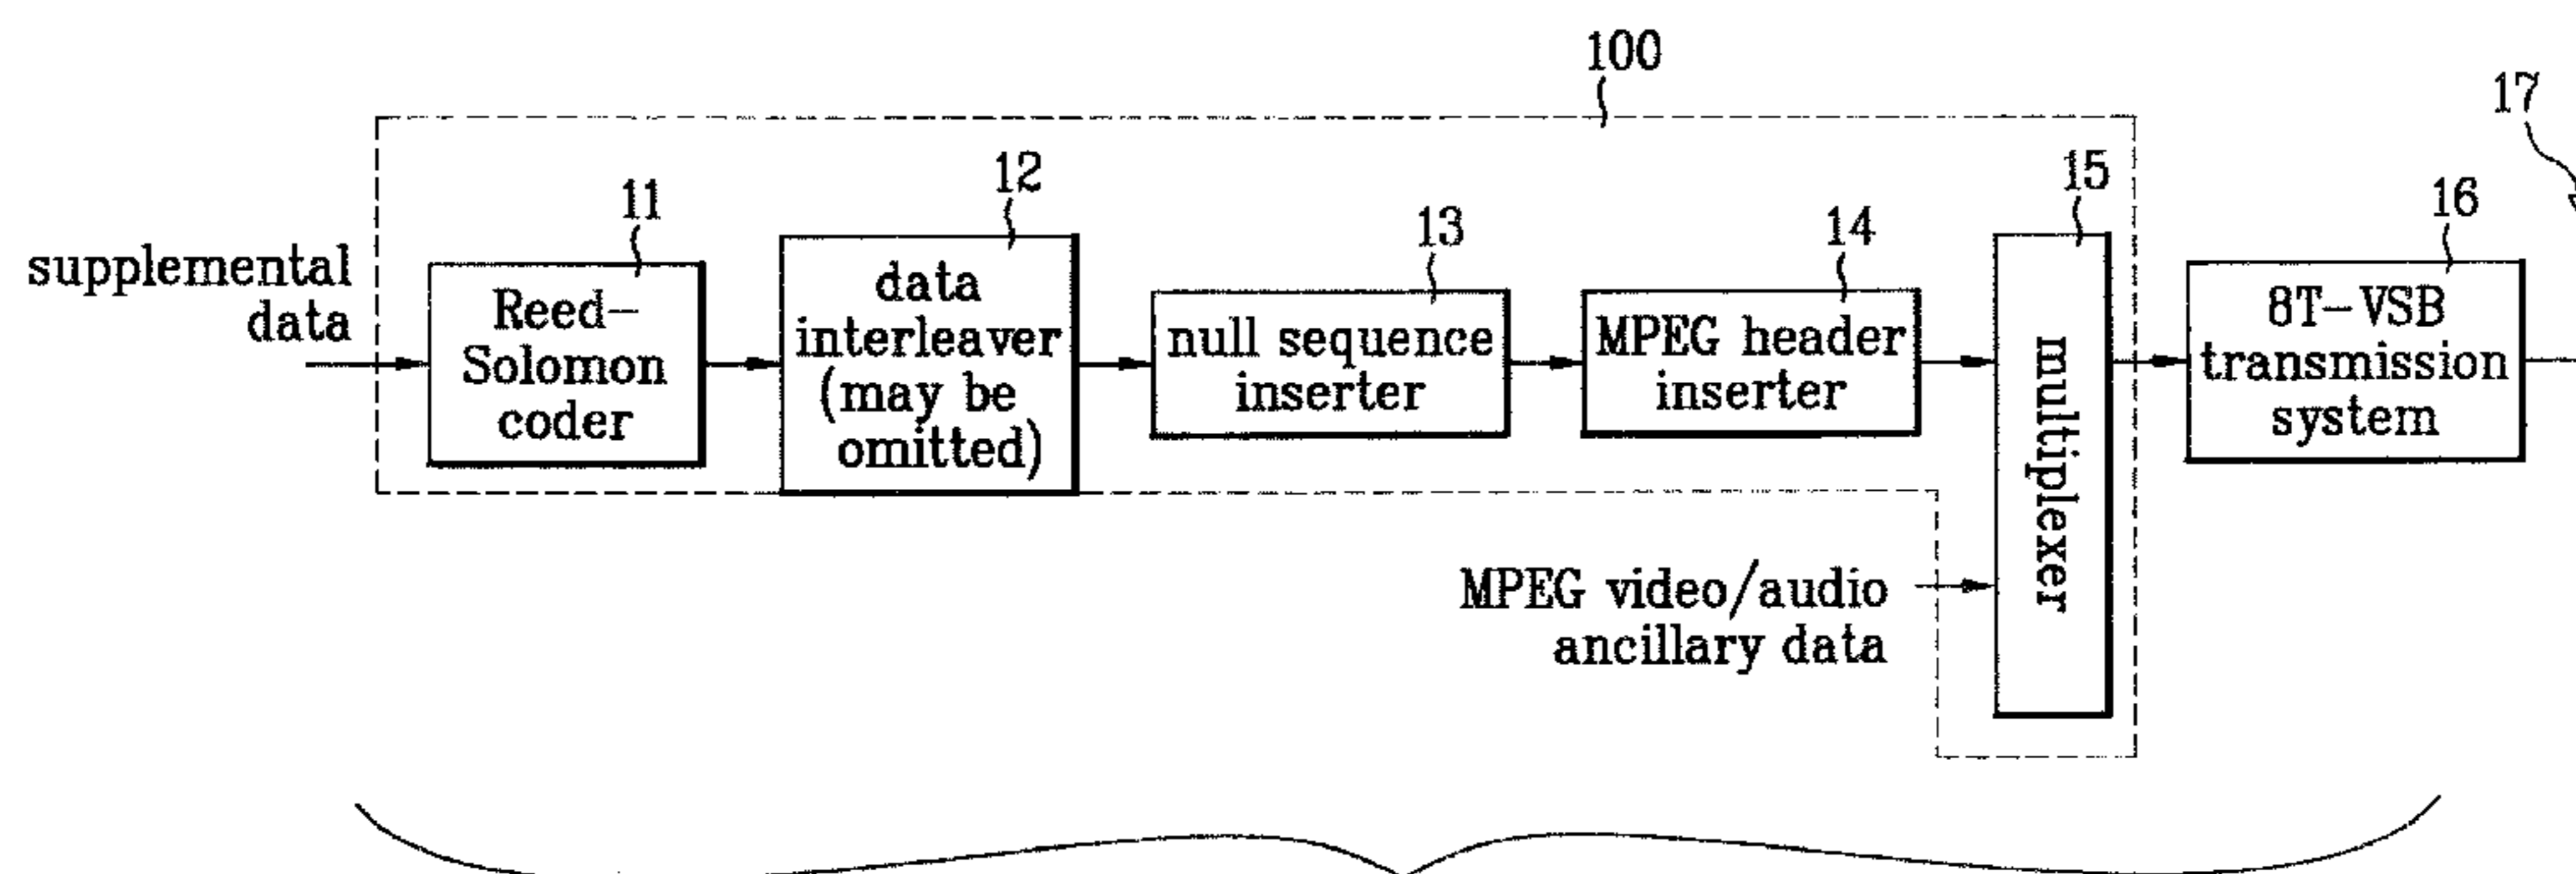 100
17
supplemental
data
11
Reed-
Solomon
coder
12
data
interleaver
(may be
omitted)
13
null sequence
inserter
14
MPEG header
inserter
15
multiplexer
16
8T-VSB
transmission
system
MPEG video/audio
ancillary data